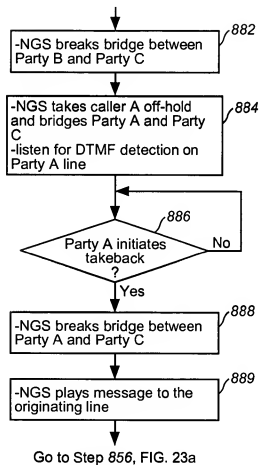 -NGS breaks bridge between
Party B and Party C
882
-NGS takes caller A off-hold
and bridges Party A and Party
C
-listen for DTMF detection on
Party A line
884
886
Party A initiates
takeback
?
No
Yes
-NGS breaks bridge between
Party A and Party C
888
-NGS plays message to the
originating line
889
Go to Step 856, FIG. 23a